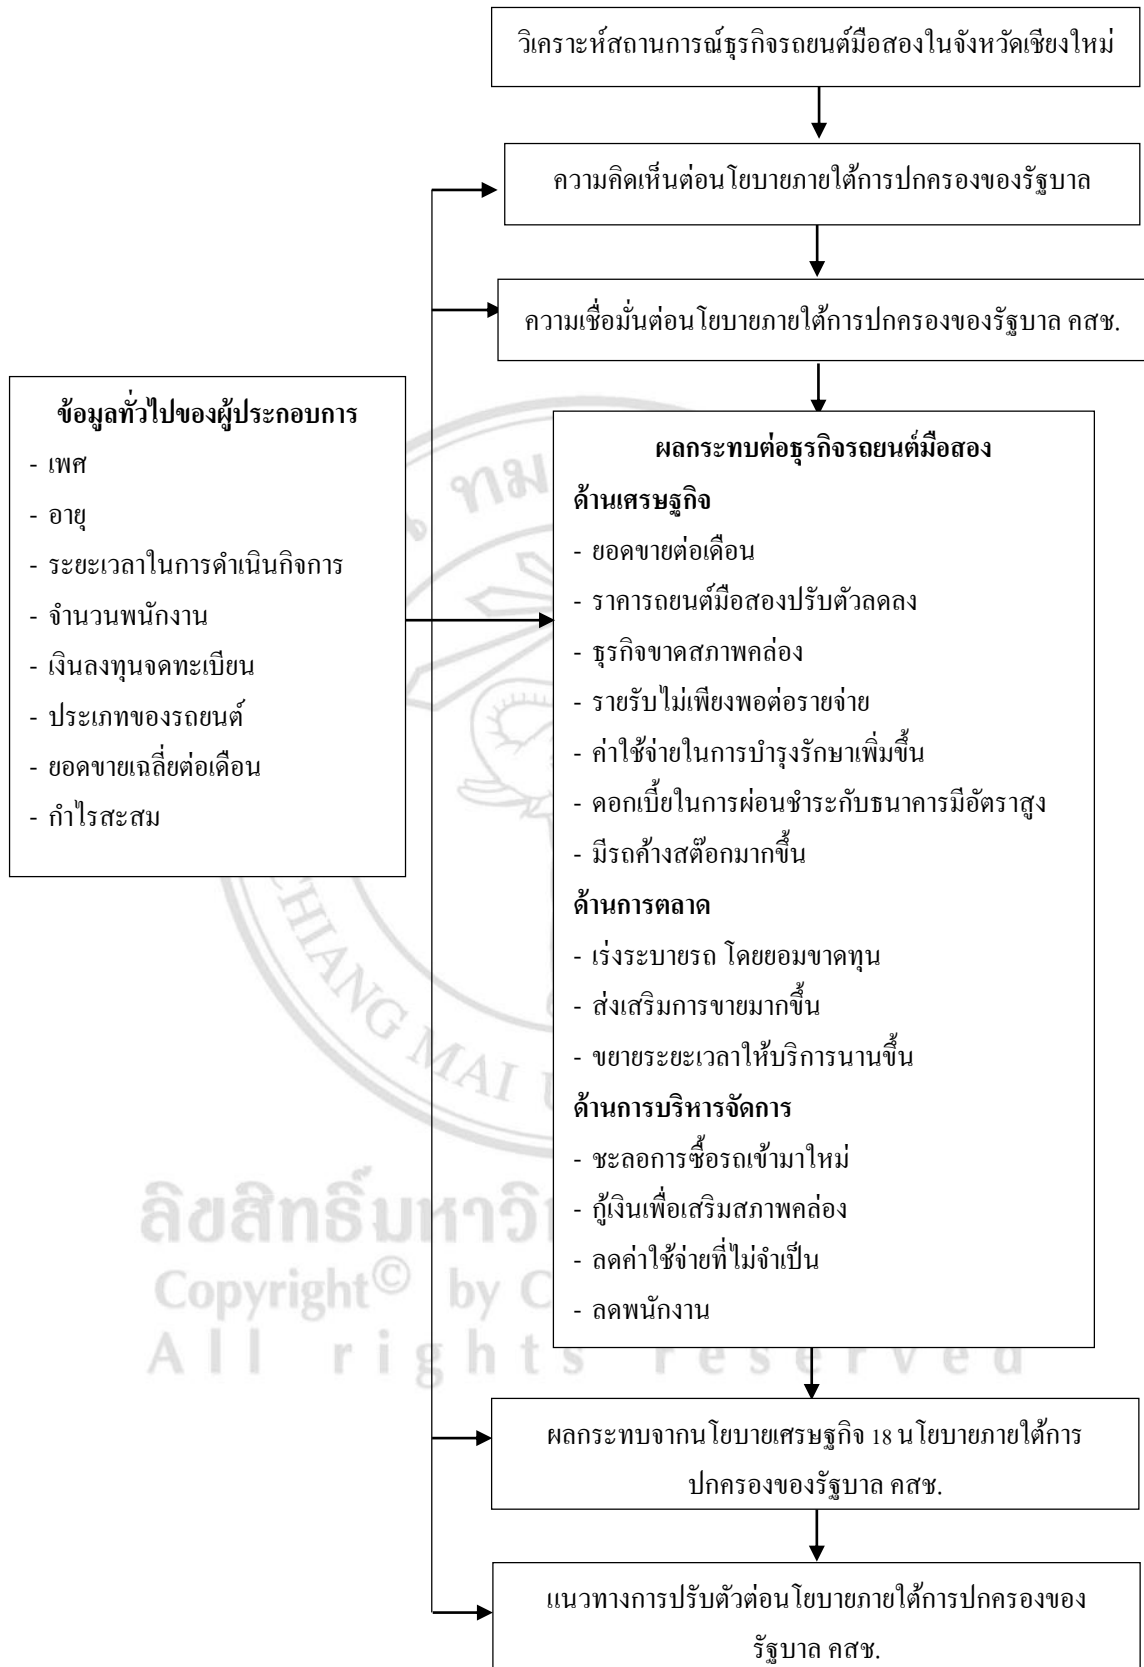 วิเคราะห์สถานการณ์ธุรกิจรถยนต์มือสองในจังหวัดเชียงใหม่
ความคิดเห็นต่อนโยบายภายใต้การปกครองของรัฐบาล
ความเชื่อมั่นต่อนโยบายภายใต้การปกครองของรัฐบาล คสช.
ข้อมูลทั่วไปของผู้ประกอบการ
- เพศ
- อายุ
- ระยะเวลาในการดำเนินกิจการ
- จำนวนพนักงาน
- เงินลงทุนจดทะเบียน
- ประเภทของรถยนต์
- ยอดขายเฉลี่ยต่อเดือน
- กำไรสะสม
ผลกระทบต่อธุรกิจรถยนต์มือสอง
ด้านเศรษฐกิจ
- ยอดขายต่อเดือน
- ราคารถยนต์มือสองปรับตัวลดลง
- ธุรกิจขาดสภาพคล่อง
- รายรับไม่เพียงพอต่อรายจ่าย
- ค่าใช้จ่ายในการบำรุงรักษาเพิ่มขึ้น
- ดอกเบี้ยในการผ่อนชำระกับธนาคารมีอัตราสูง
- มีรถค้างสต๊อกมากขึ้น
ด้านการตลาด
- เร่งระบายรถ โดยยอมขาดทุน
- ส่งเสริมการขายมากขึ้น
- ขยายระยะเวลาให้บริการนานขึ้น
ด้านการบริหารจัดการ
- ชะลอการซื้อรถเข้ามาใหม่
- กู้เงินเพื่อเสริมสภาพคล่อง
- ลดค่าใช้จ่ายที่ไม่จำเป็น
- ลดพนักงาน
ผลกระทบจากนโยบายเศรษฐกิจ 18 นโยบายภายใต้การ
ปกครองของรัฐบาล คสช.
แนวทางการปรับตัวต่อนโยบายภายใต้การปกครองของ
รัฐบาล คสช.
CHIANG MAI U
ลิขสิทธิ์มหาวิ
Copyright© by C
All rights reserved